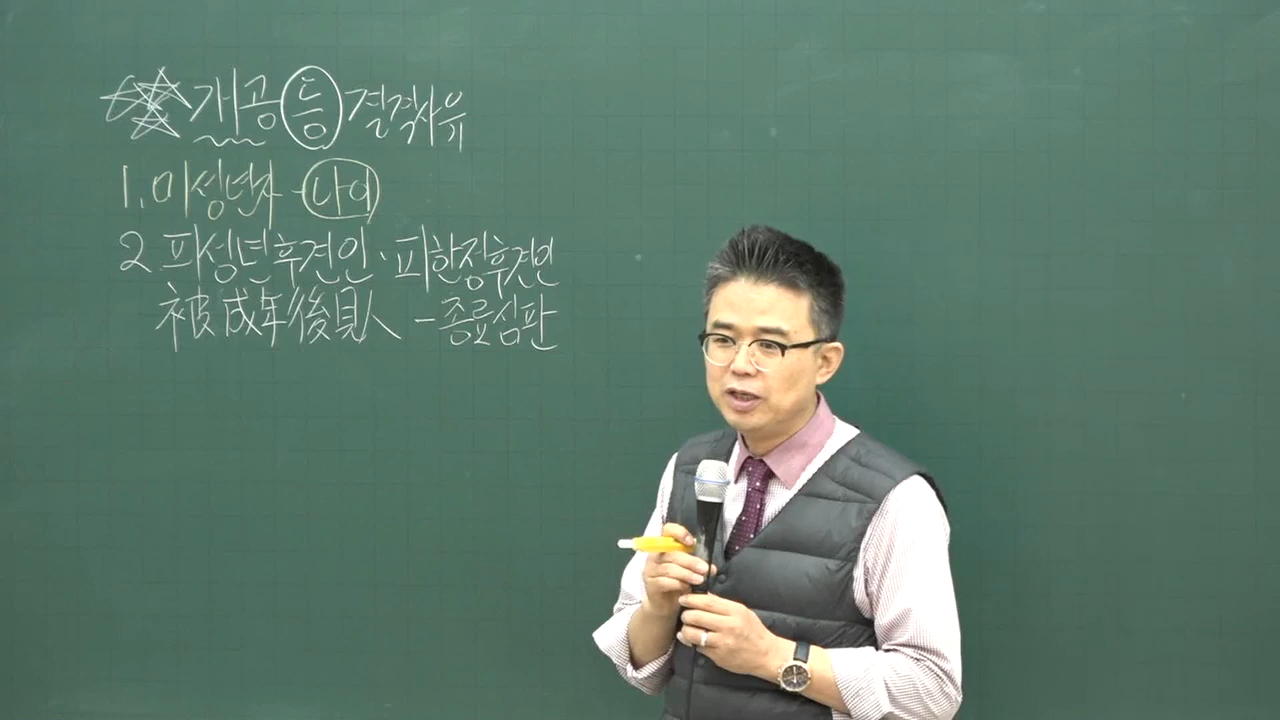 개공 등 결격사유
1. 미성년자 - 나이
2. 피성년후견인·피한정후견인
被成年後見人 - 종료심판